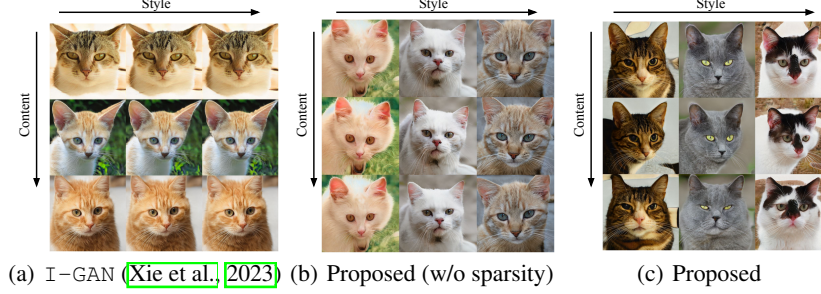 Style
Style
Style
Content
Content
Content
(a) I-GAN (Xie et al., 2023)
(b) Proposed (w/o sparsity)
(c) Proposed